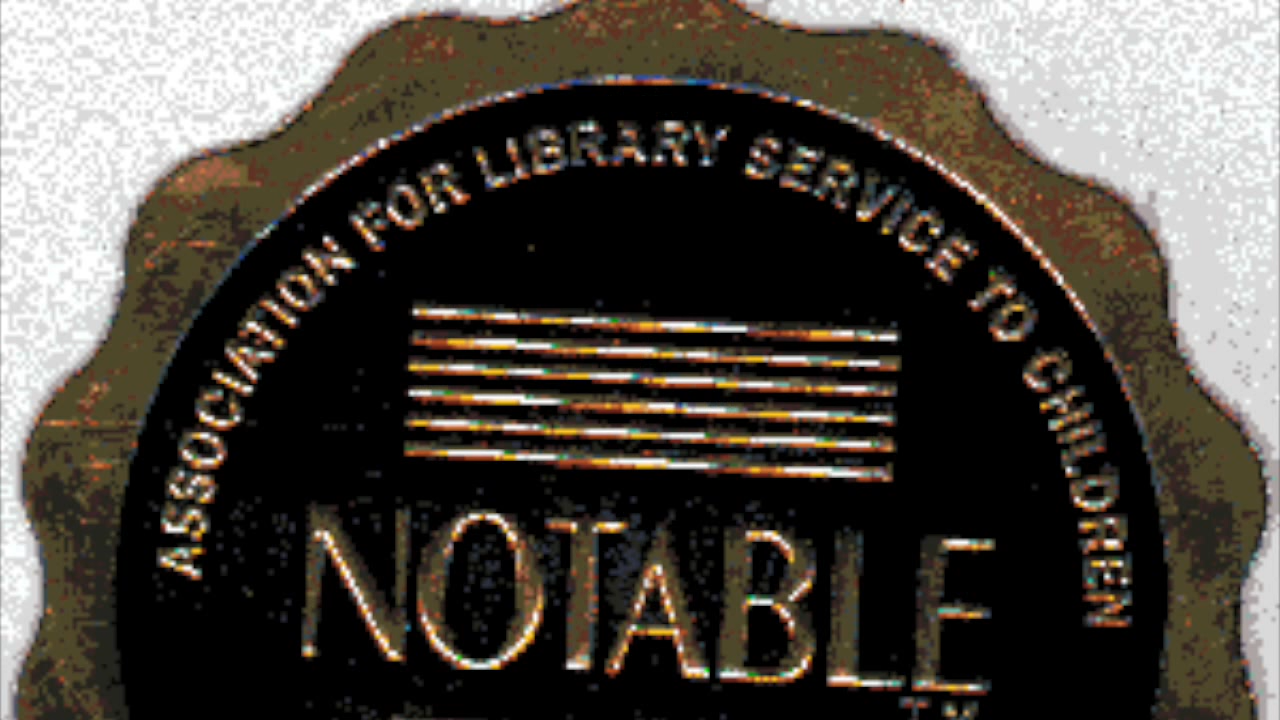 ASSOCIATION FOR LIBRARY SERVICE TO CHILDREN
NOTABLE